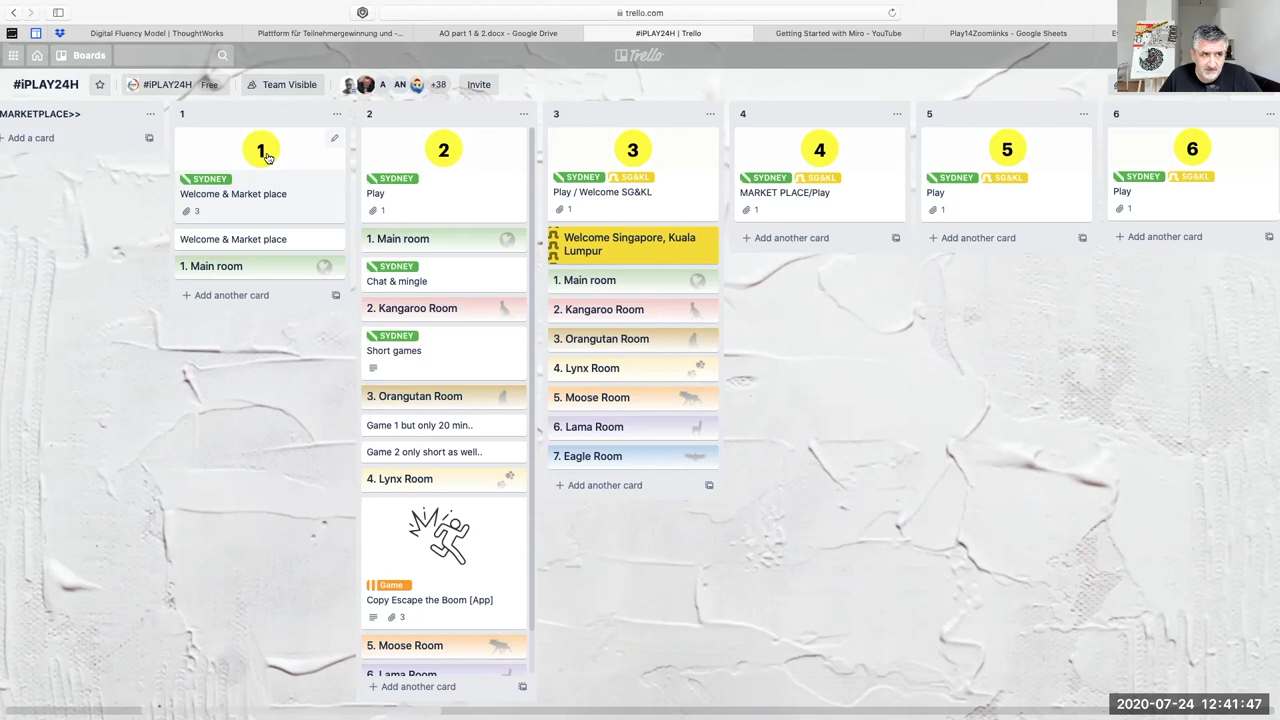 trello.com
Digital Fluency Model | ThoughtWorks
Plattform für Teilnehmergewinnung und -...
AO part 1 & 2.docx - Google Drive
#iPLAY24H | Trello
Getting Started with Miro - YouTube
Play14Zoomlinks - Google Sheets
Boards
Trello
#iPLAY24H
#iPLAY24H Free
Team Visible
A
AN
+38
Invite
MARKETPLACE>>
Add a card
1
1
SYDNEY
Welcome & Market place
3
Welcome & Market place
1. Main room
Add another card
2
2
SYDNEY
Play
1
1. Main room
SYDNEY
Chat & mingle
2. Kangaroo Room
SYDNEY
Short games
3. Orangutan Room
Game 1 but only 20 min..
Game 2 only short as well..
4. Lynx Room
Game
Copy Escape the Boom [App]
3
5. Moose Room
6. Lama Room
Add another card
3
3
SYDNEY SG&KL
Play / Welcome SG&KL
1
Welcome Singapore, Kuala
Lumpur
1. Main room
2. Kangaroo Room
3. Orangutan Room
4. Lynx Room
5. Moose Room
6. Lama Room
7. Eagle Room
Add another card
4
4
SYDNEY SG&KL
MARKET PLACE/Play
1
Add another card
5
5
SYDNEY SG&KL
Play
1
Add another card
6
6
SYDNEY SG&KL
Play
1
Add another card
2020-07-24 12:41:47